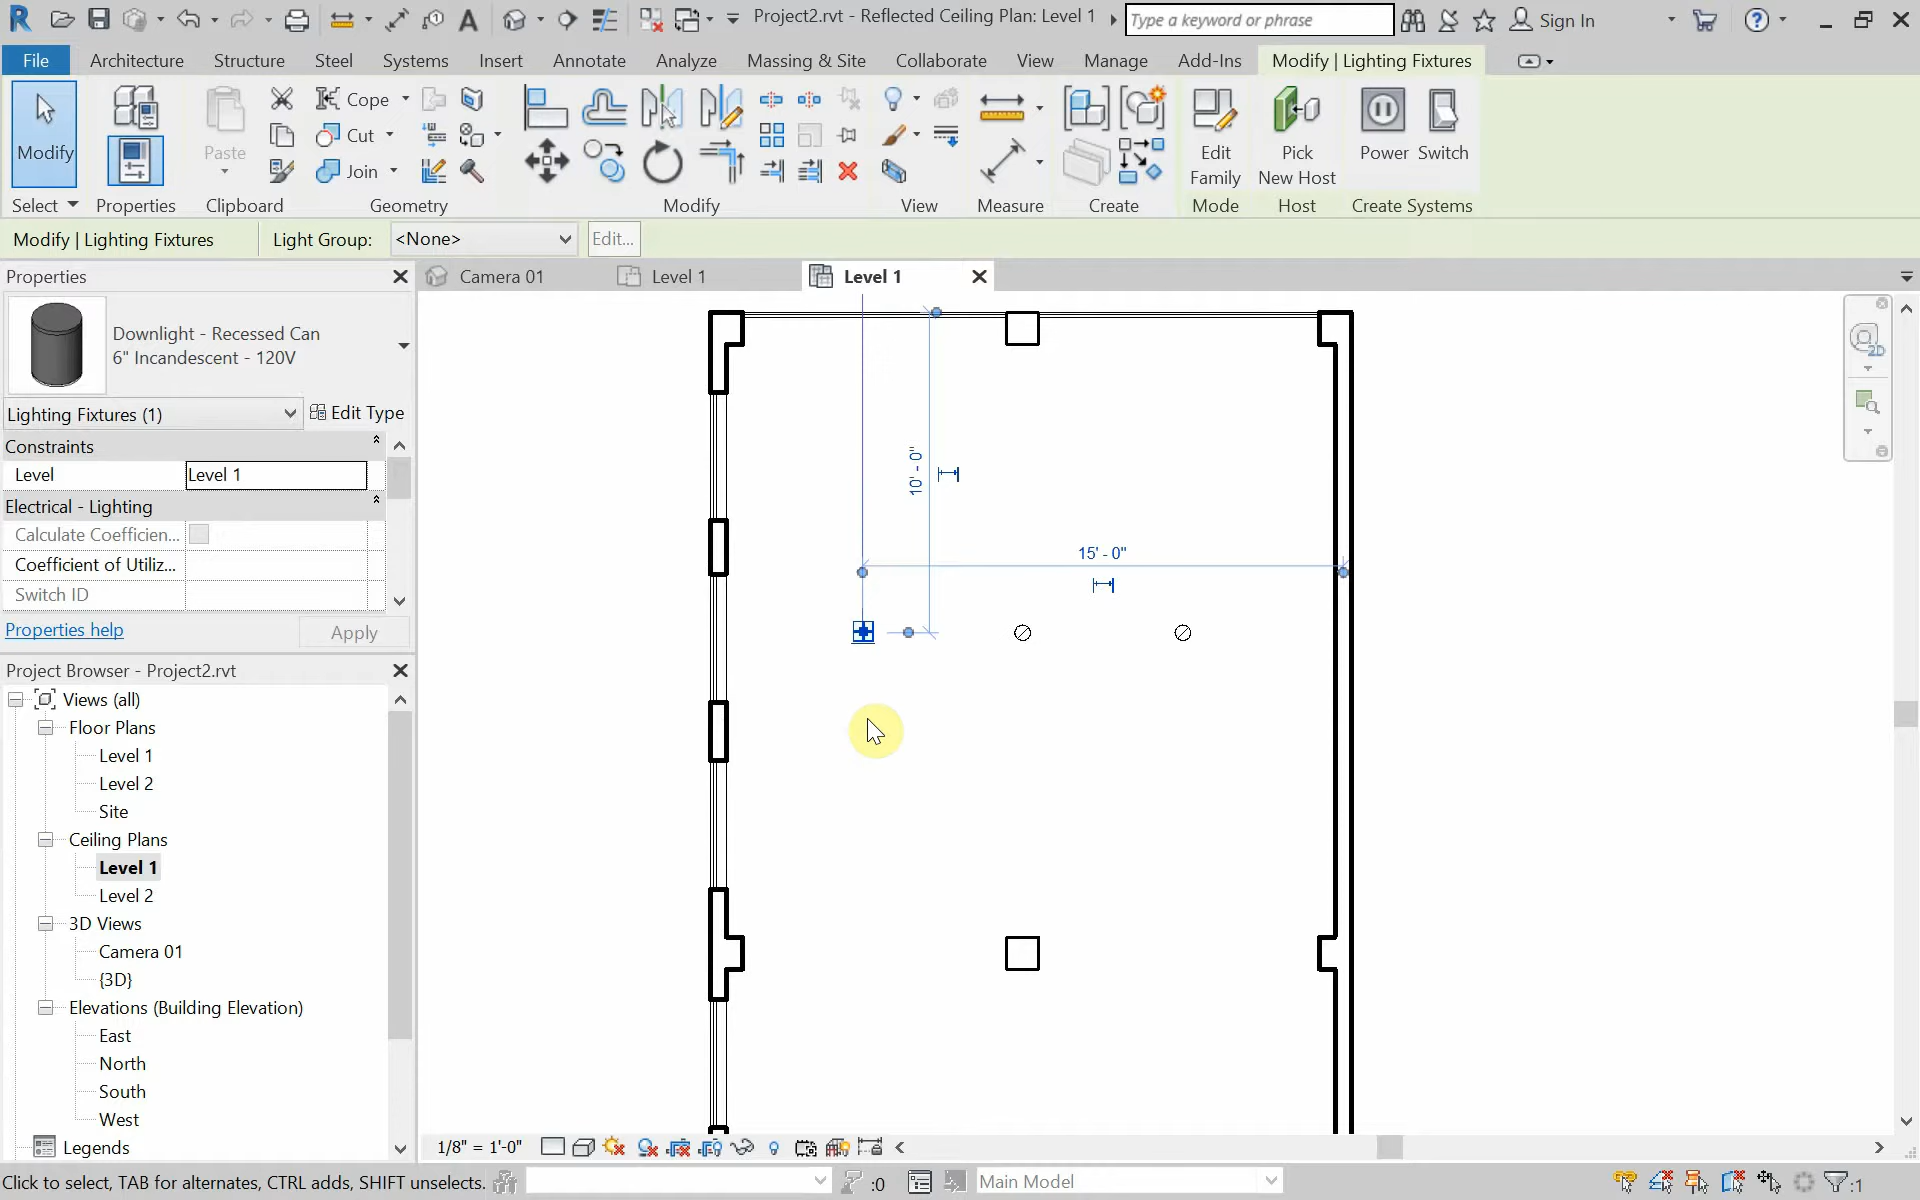 Project2.rvt - Reflected Ceiling Plan: Level 1
Type a keyword or phrase
Sign In
File
Architecture
Structure
Steel
Systems
Insert
Annotate
Analyze
Massing & Site
Collaborate
View
Manage
Add-Ins
Modify | Lighting Fixtures
Modify
Paste
Cope
Cut
Join
Edit
Family
Pick
New Host
Power
Switch
Select
Properties
Clipboard
Geometry
Modify
View
Measure
Create
Mode
Host
Create Systems
Modify | Lighting Fixtures
Light Group:
<None>
Edit...
Properties
Camera 01
Level 1
Level 1
Downlight - Recessed Can
6" Incandescent - 120V
Lighting Fixtures (1)
Edit Type
Constraints
Level
Level 1
Electrical - Lighting
Calculate Coefficien...
Coefficient of Utiliz...
Switch ID
Properties help
Apply
10' - 0"
15' - 0"
Project Browser - Project2.rvt
Views (all)
Floor Plans
Level 1
Level 2
Site
Ceiling Plans
Level 1
Level 2
3D Views
Camera 01
{3D}
Elevations (Building Elevation)
East
North
South
West
Legends
1/8" = 1'-0"
Click to select, TAB for alternates, CTRL adds, SHIFT unselects.
:0
Main Model
:1